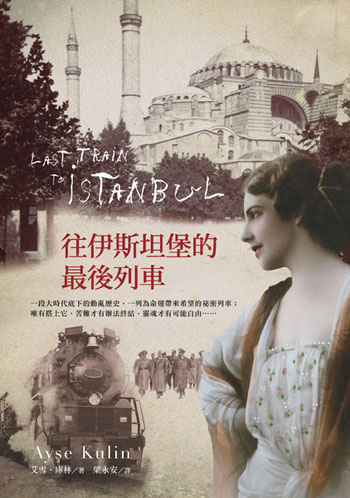 LAST TRAIN
TO ISTANBUL
往伊斯坦堡的
最後列車
一段大時代底下的動亂歷史，一列為命運帶來希望的祕密列車；
唯有搭上它，苦難才有辦法終結，靈魂才有可能自由……
Ayşe Kulin
艾雪・庫林／著 梁永安／譯